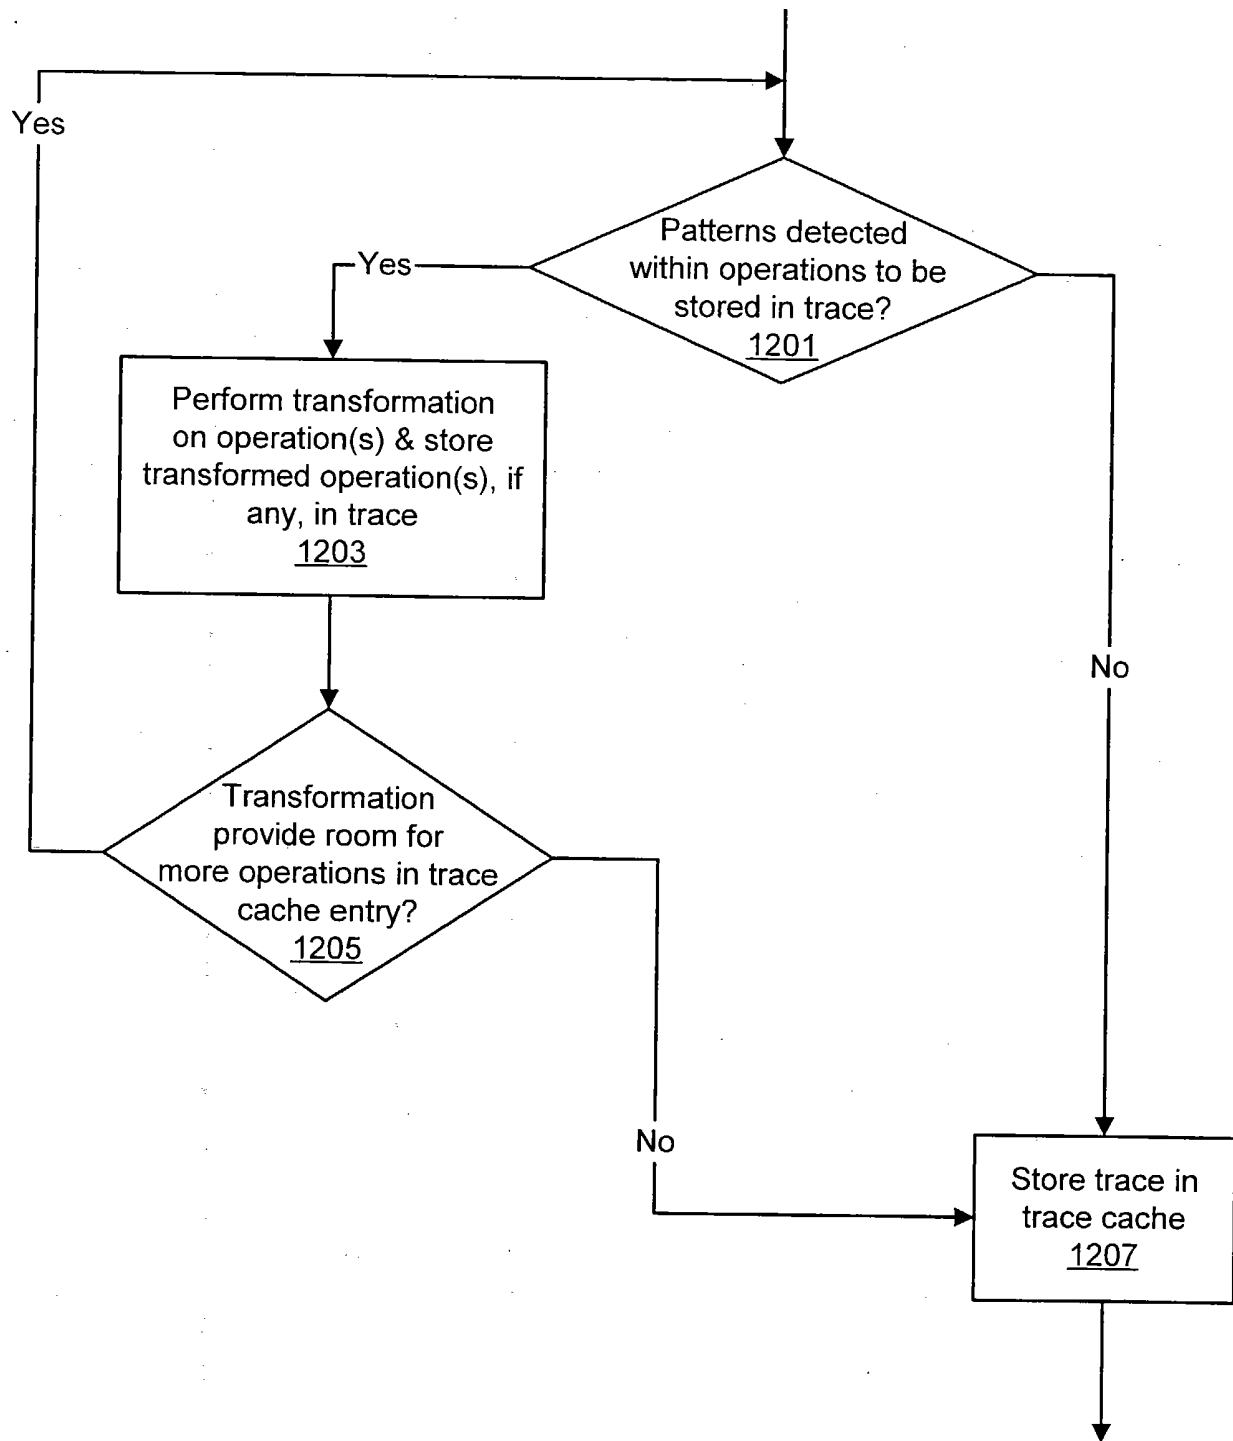 Yes
Patterns detected
within operations to be
stored in trace?
1201
Yes
Perform transformation
on operation(s) & store
transformed operation(s), if
any, in trace
1203
No
Transformation
provide room for
more operations in trace
cache entry?
1205
No
Store trace in
trace cache
1207